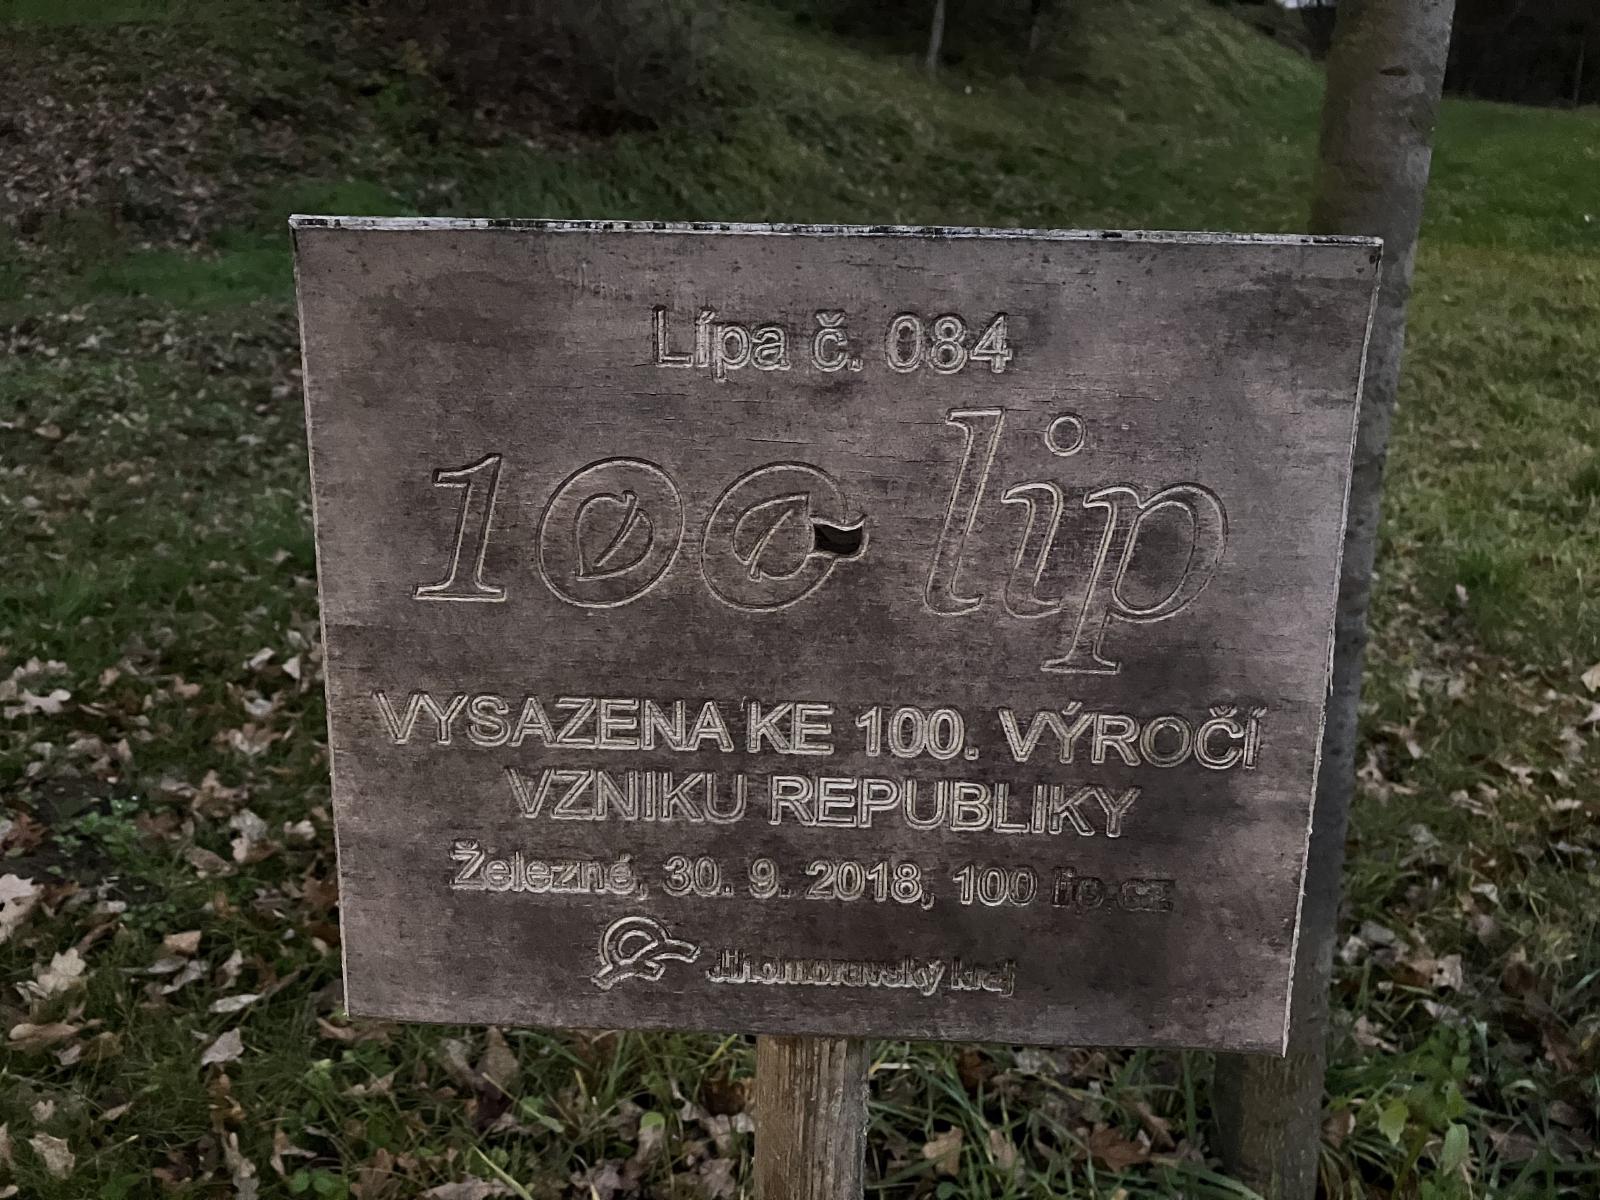 Lípa č. 084
100 lip
VYSAZENA KE 100. VÝROČÍ
VZNIKU REPUBLIKY
Železné, 30. 9. 2018, 100 lip.cz
Jihomoravský kraj